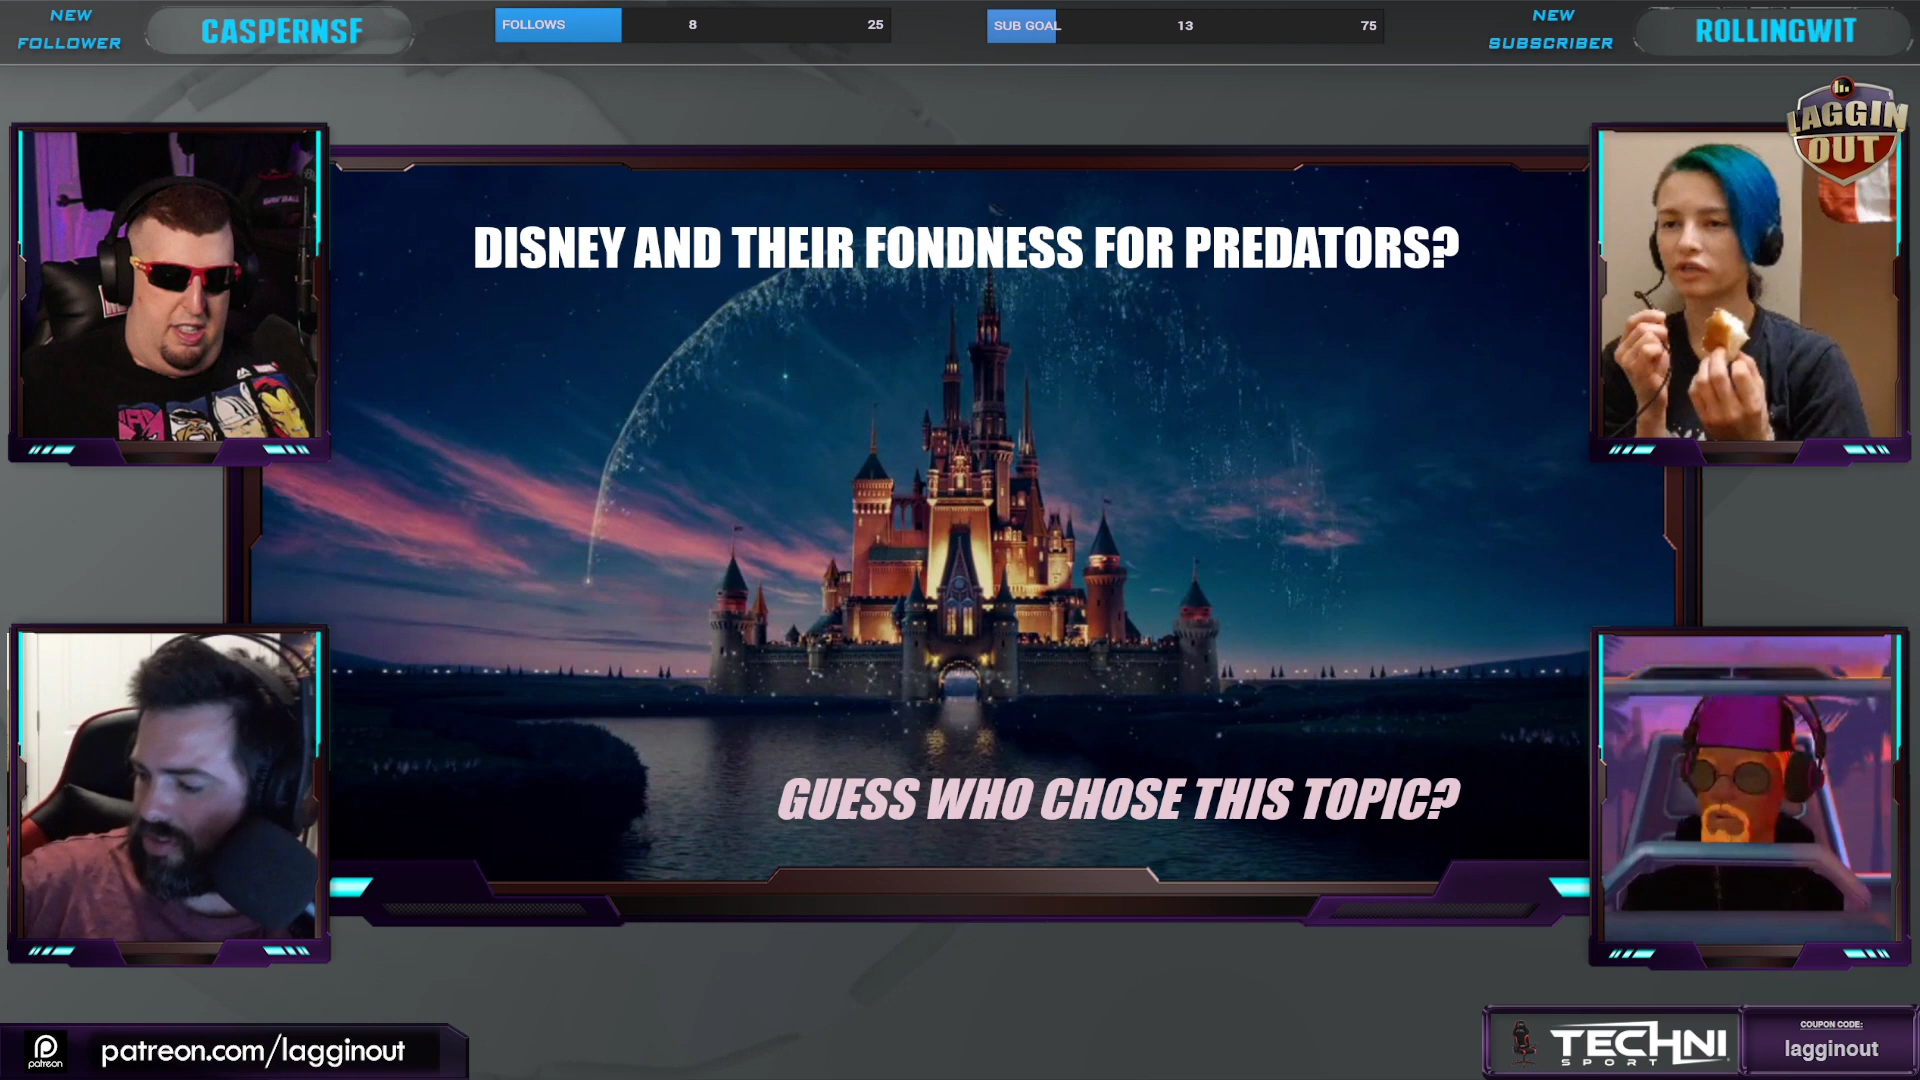 NEW
FOLLOWER
CASPERNSF
FOLLOWS 8 25
SUB GOAL 13 75
NEW
SUBSCRIBER
ROLLINGWIT
LAGGIN
OUT
DISNEY AND THEIR FONDNESS FOR PREDATORS?
GUESS WHO CHOSE THIS TOPIC?
patreon
patreon.com/lagginout
TECHNI
SPORT
COUPON CODE:
lagginout